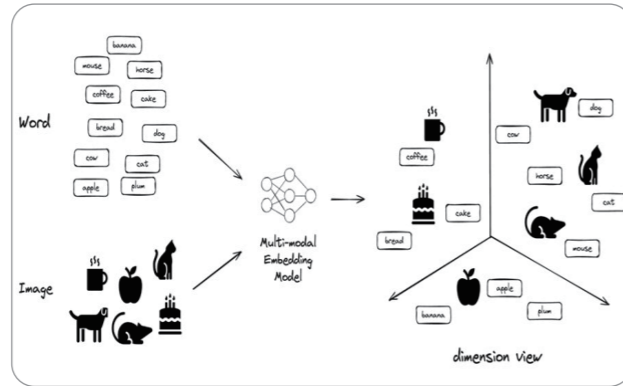 Word
banana
mouse
horse
coffee
cake
bread
dog
cow
cat
apple
plum
Image
Multi-modal
Embedding
Model
dog
cow
coffee
horse
cat
cake
bread
mouse
apple
banana
plum
dimension view